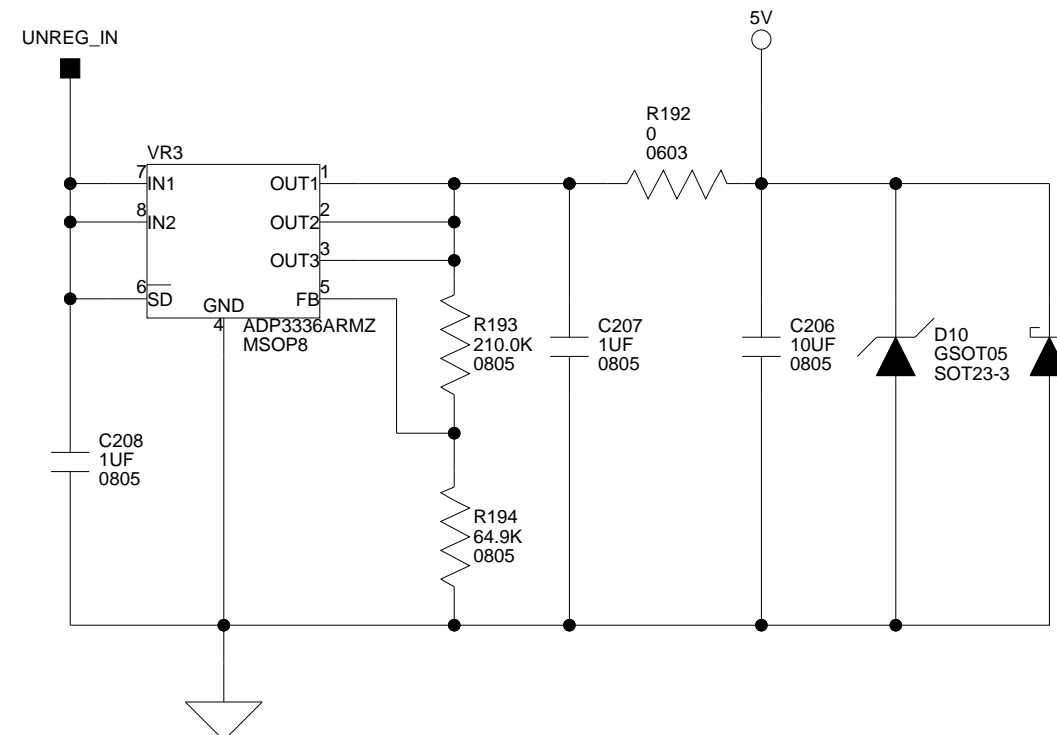 5V
UNREG_IN
R192
0
0603
VR3
7
IN1
OUT1
1
8
IN2
OUT2
2
OUT3
3
6
SD
FB
5
GND
4
ADP3336ARMZ
MSOP8
R193
210.0K
0805
C207
1UF
0805
C206
10UF
0805
D10
GSOT05
SOT23-3
C208
1UF
0805
R194
64.9K
0805